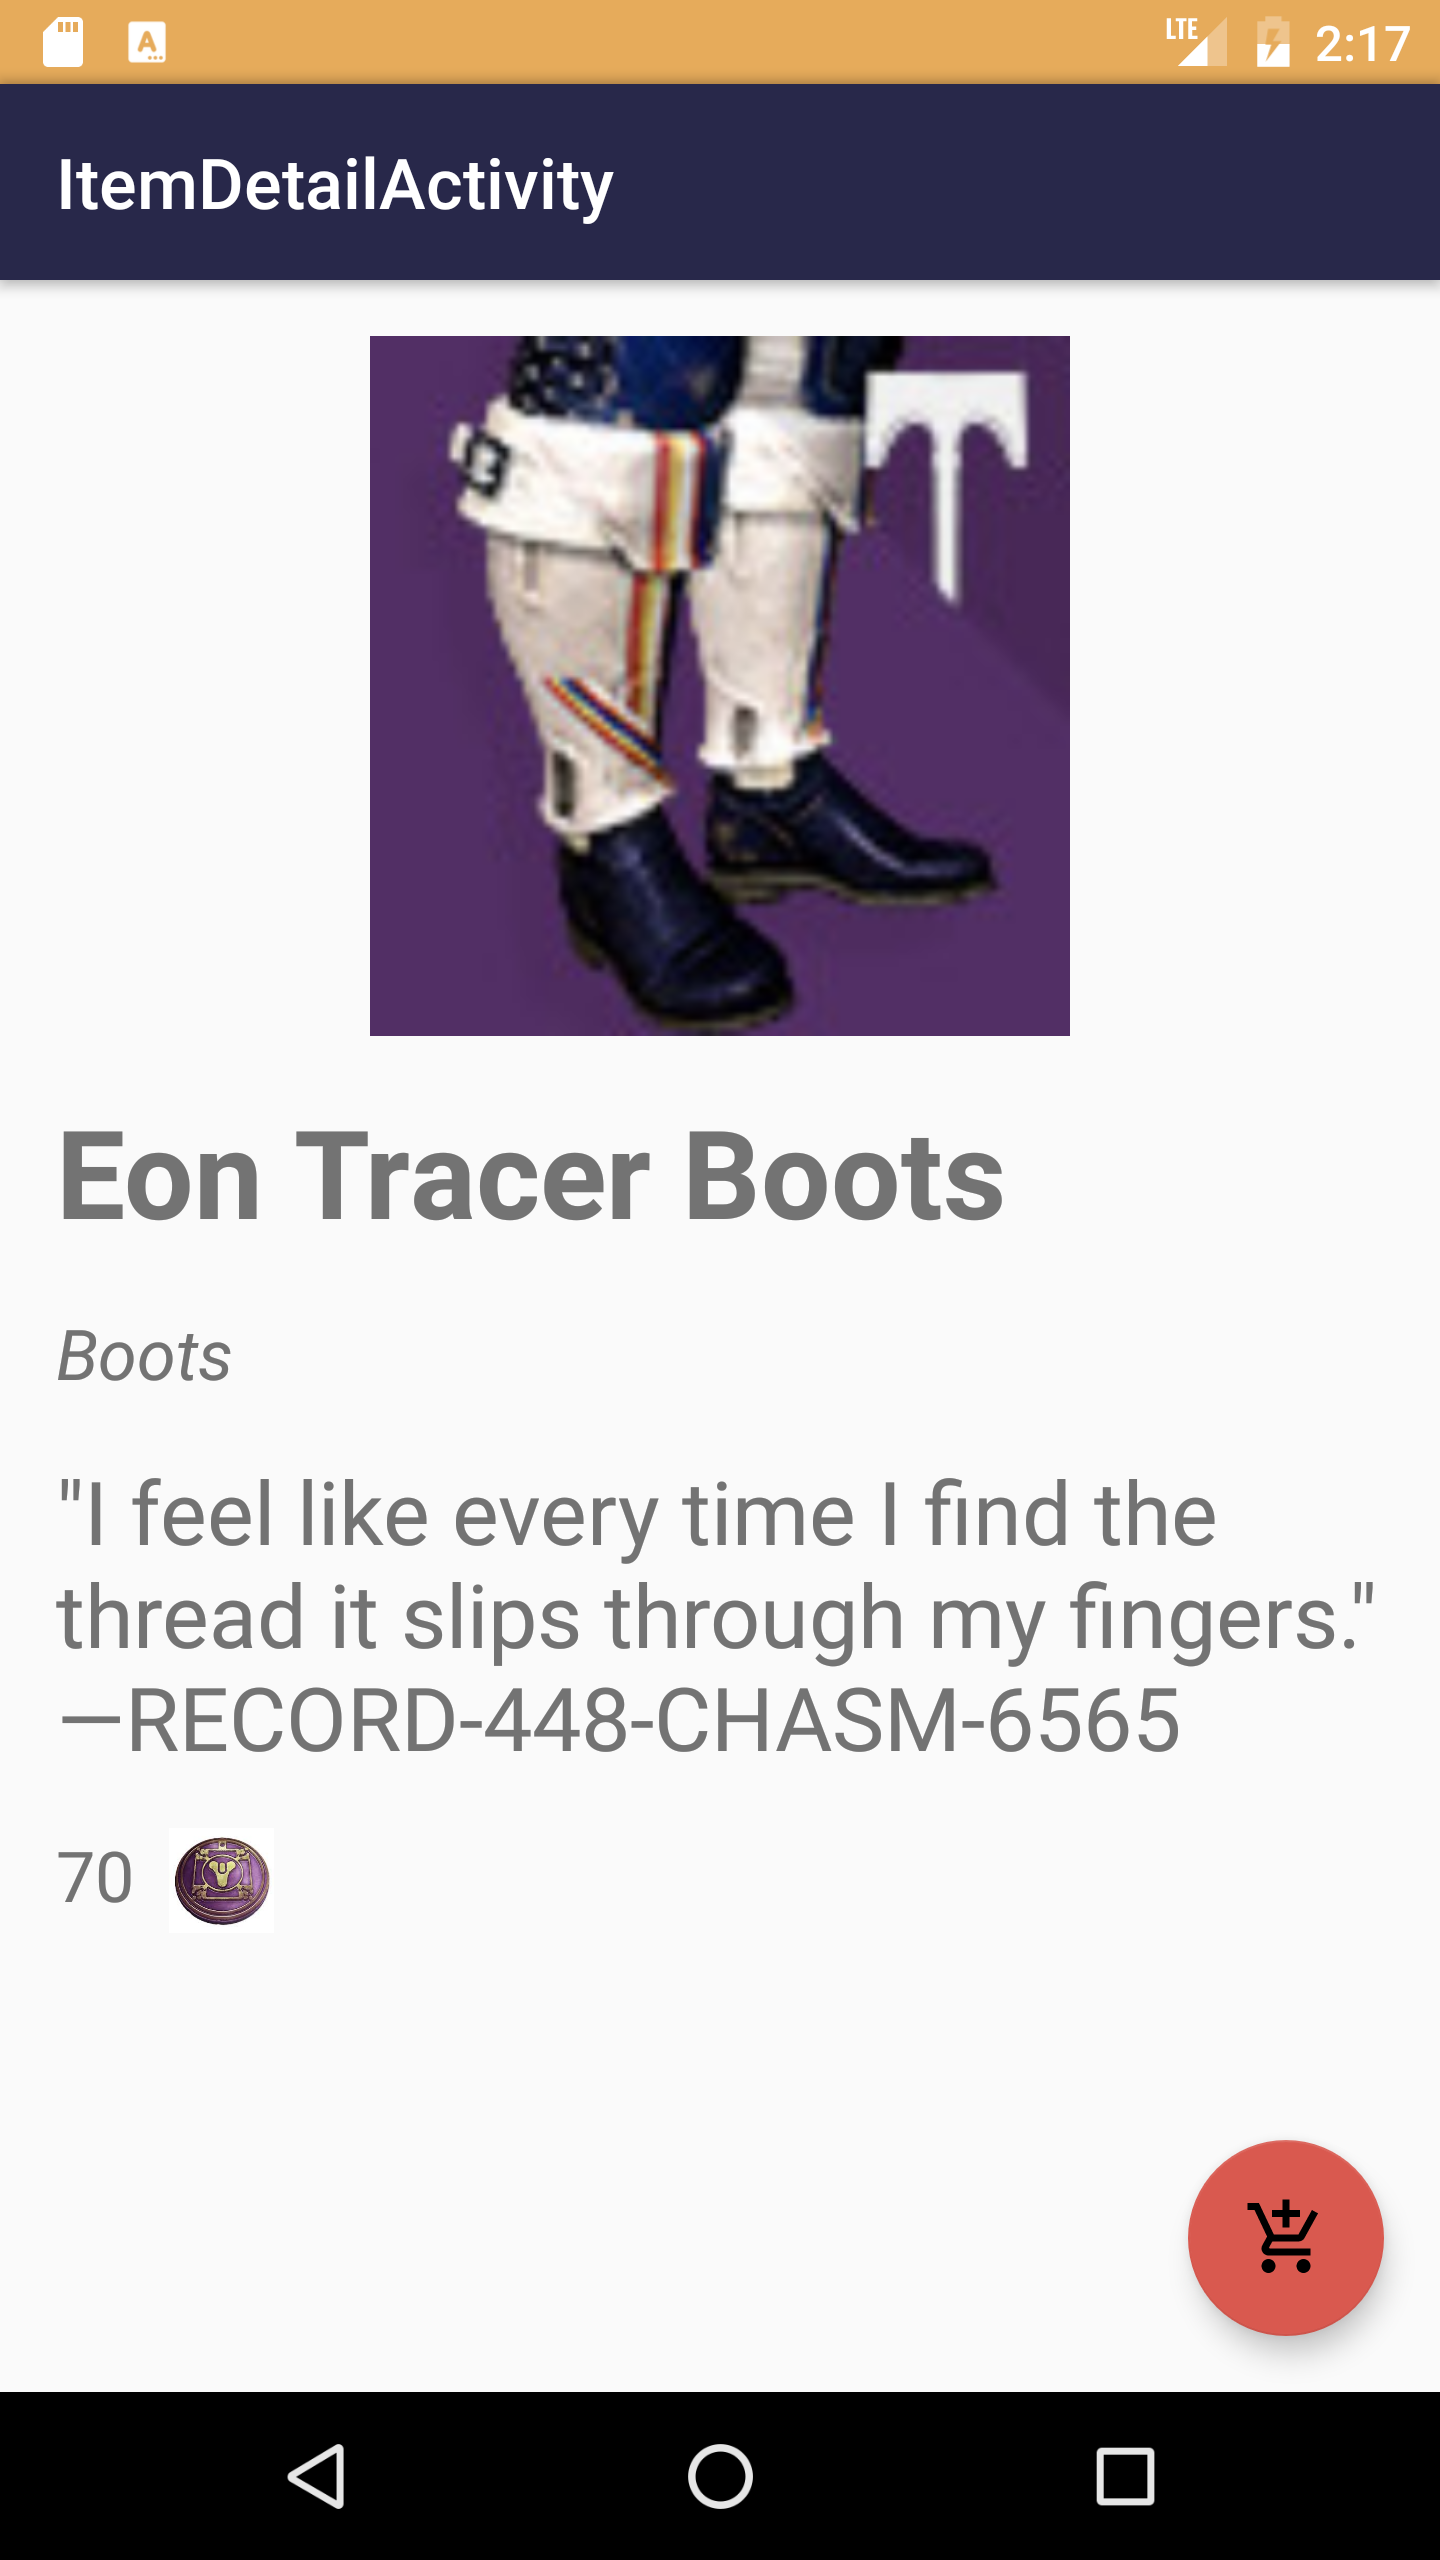 LTE 2:17
ItemDetailActivity
Eon Tracer Boots
Boots
"I feel like every time I find the
thread it slips through my fingers."
—RECORD-448-CHASM-6565
70